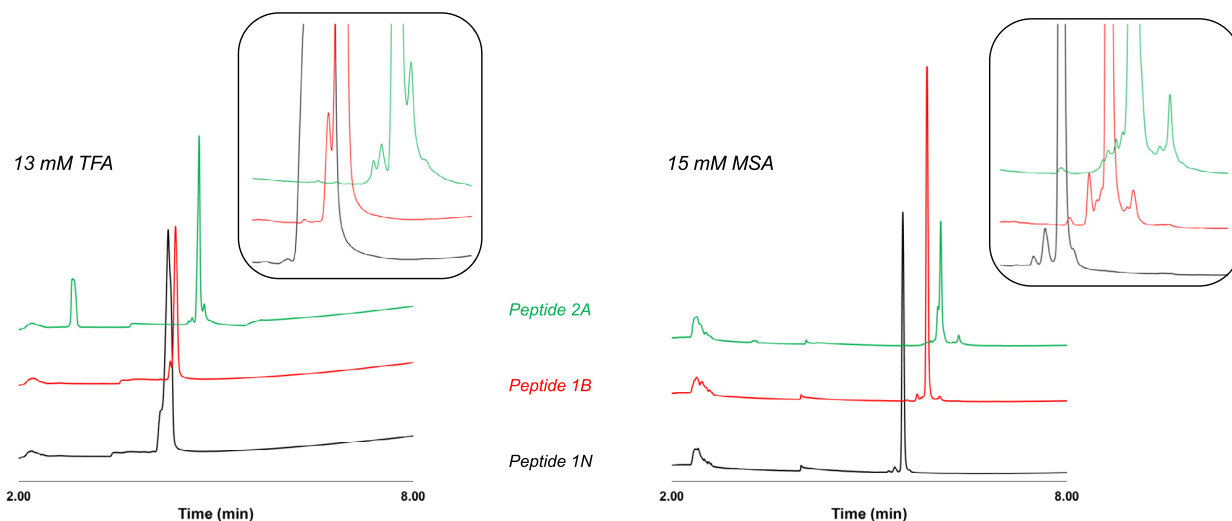 13 mM TFA
15 mM MSA
Peptide 2A
Peptide 1B
Peptide 1N
2.00
8.00
2.00
8.00
Time (min)
Time (min)